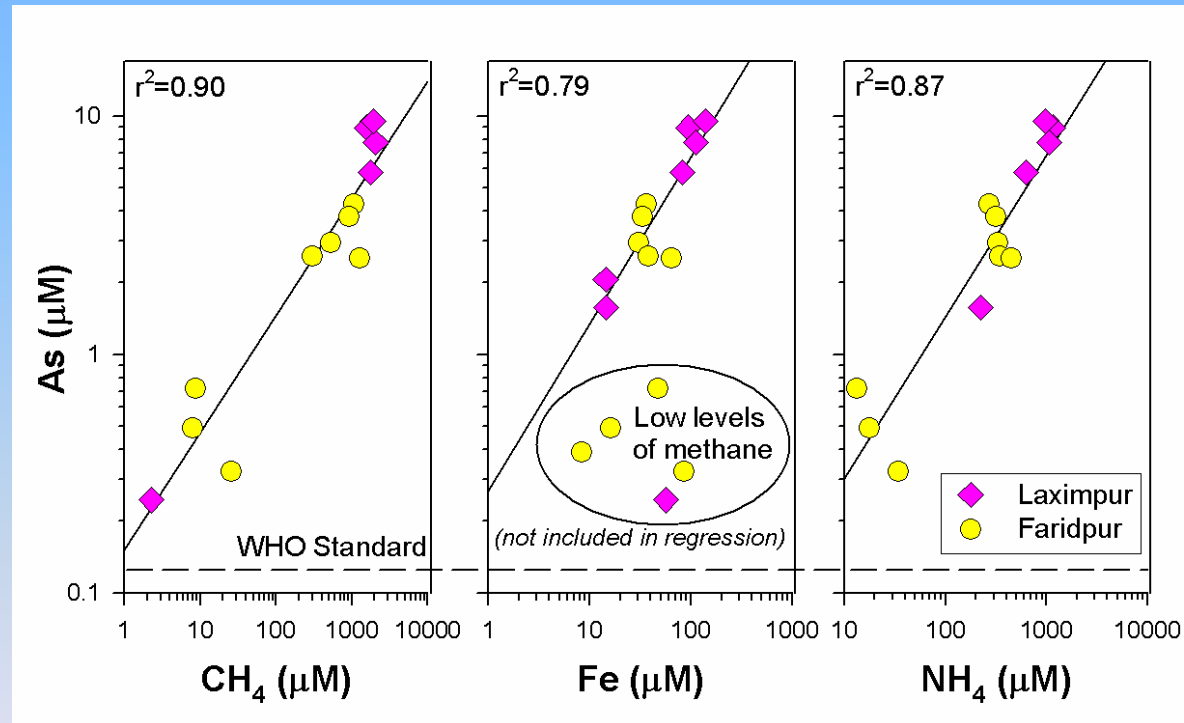 r²=0.90
r²=0.79
r²=0.87
10
1
0.1
As (μM)
Low levels
of methane
(not included in regression)
WHO Standard
Laximpur
Faridpur
1 10 100 1000 10000
1 10 100 1000
10 100 1000 10000
CH₄ (μM)
Fe (μM)
NH₄ (μM)